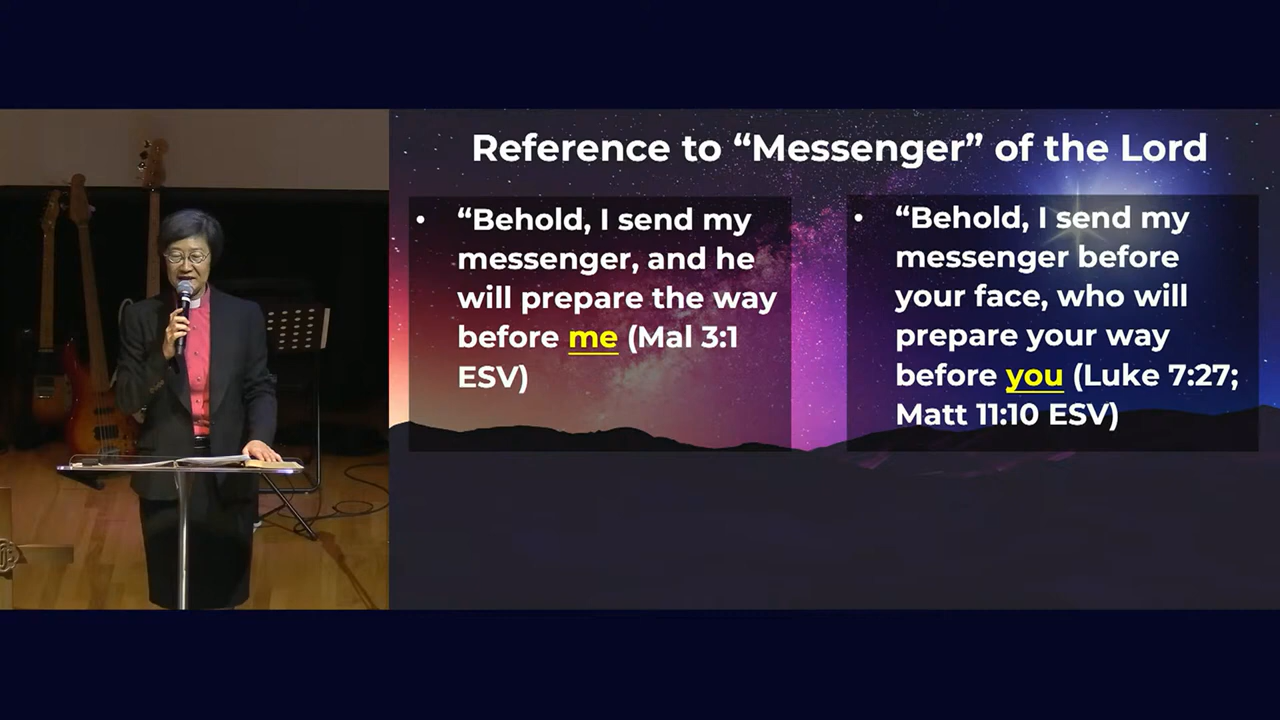 Reference to “Messenger” of the Lord
• “Behold, I send my
messenger, and he
will prepare the way
before me (Mal 3:1
ESV)
• “Behold, I send my
messenger before
your face, who will
prepare your way
before you (Luke 7:27;
Matt 11:10 ESV)